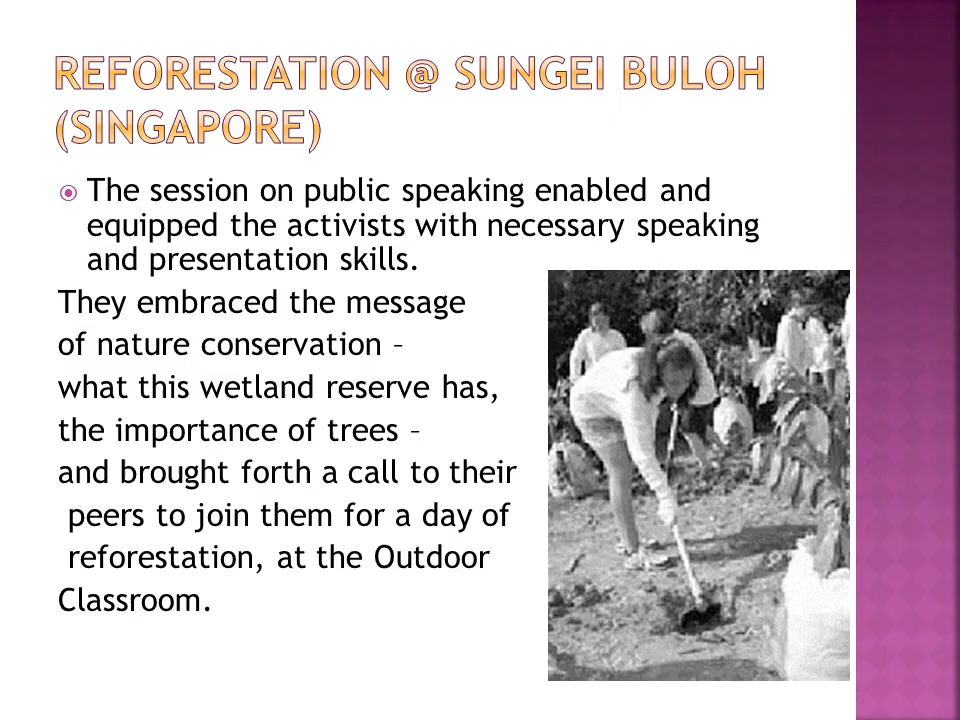 REFORESTATION @ SUNGEI BULOH
(SINGAPORE)
The session on public speaking enabled and
equipped the activists with necessary speaking
and presentation skills.
They embraced the message
of nature conservation –
what this wetland reserve has,
the importance of trees –
and brought forth a call to their
peers to join them for a day of
reforestation, at the Outdoor
Classroom.